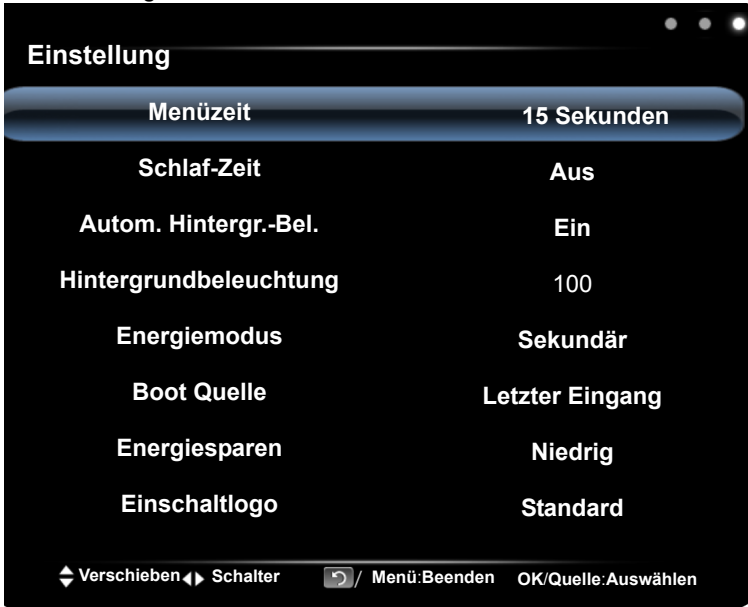 Einstellung
Menüzeit 15 Sekunden
Schlaf-Zeit Aus
Autom. Hintergr.-Bel. Ein
Hintergrundbeleuchtung 100
Energiemodus Sekundär
Boot Quelle Letzter Eingang
Energiesparen Niedrig
Einschaltlogo Standard
Verschieben Schalter / Menü:Beenden OK/Quelle:Auswählen